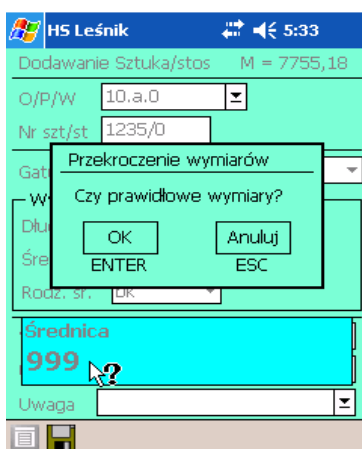 HS Leśnik 5:33
Dodawanie Sztuka/stos M = 7755,18
O/P/W 10.a.0
Nr szt/st 1235/0
Przekroczenie wymiarów
Czy prawidłowe wymiary?
OK Anuluj
ENTER ESC
Rodz. śr. bk
Średnica
999
Uwaga